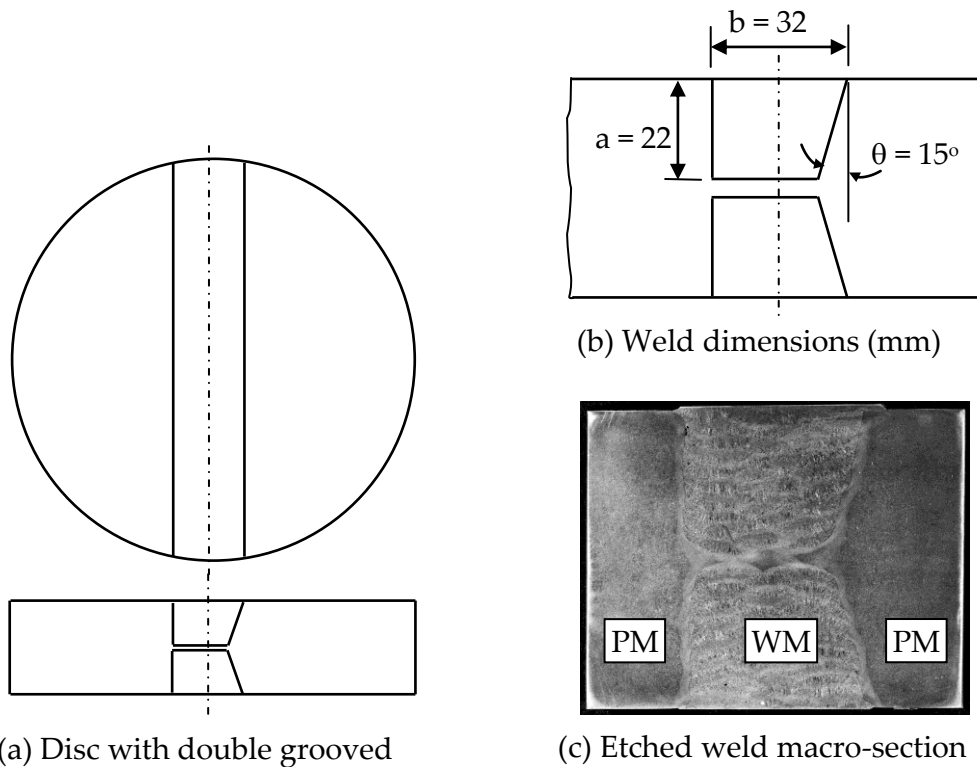 b = 32
a = 22
θ = 15º
(b) Weld dimensions (mm)
PM
WM
PM
(a) Disc with double grooved
(c) Etched weld macro-section